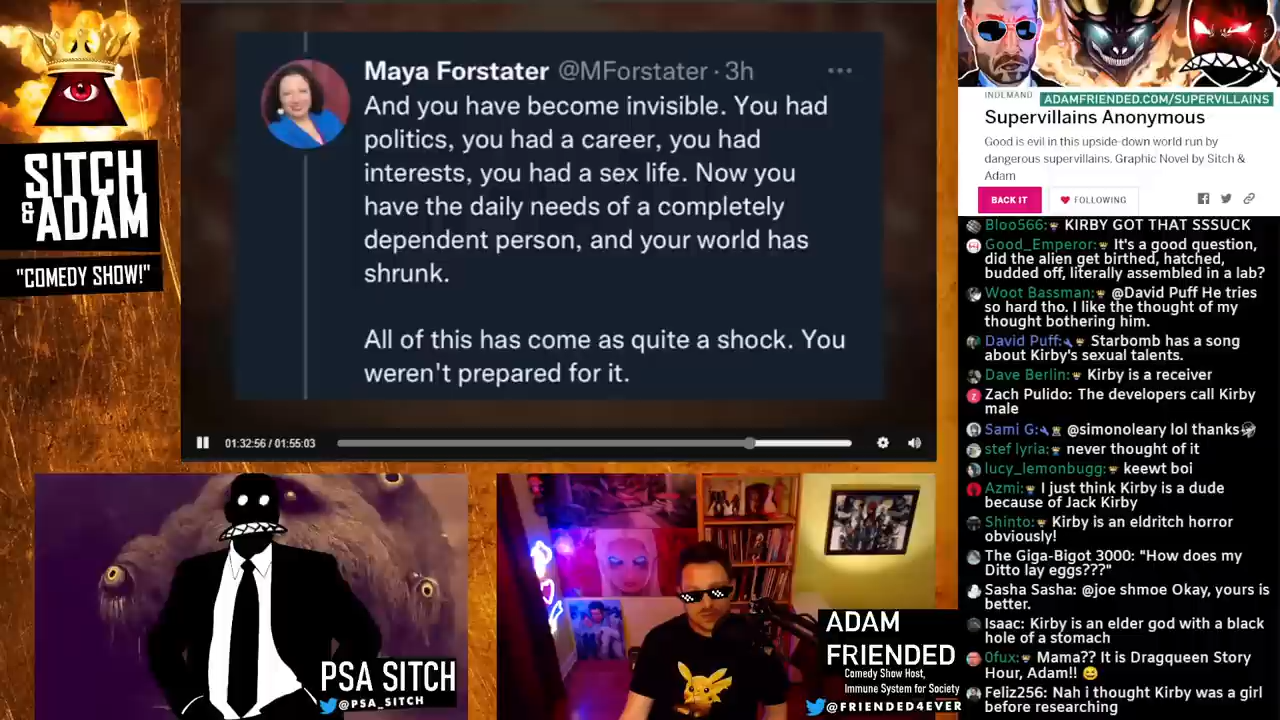 Maya Forstater @MForstater · 3h
And you have become invisible. You had
politics, you had a career, you had
interests, you had a sex life. Now you
have the daily needs of a completely
dependent person, and your world has
shrunk.
All of this has come as quite a shock. You
weren't prepared for it.
01:32:56 / 01:55:03
SITCH
& ADAM
"COMEDY SHOW!"
PSA SITCH
@PSA_SITCH
ADAM
FRIENDED
Comedy Show Host,
Immune System for Society
@FRIENDED4EVER
INDEMAND
ADAMFRIENDED.COM/SUPERVILLAINS
Supervillains Anonymous
Good is evil in this upside-down world run by
dangerous supervillains. Graphic Novel by Sitch &
Adam
BACK IT
FOLLOWING
Bloo566: KIRBY GOT THAT SSSUCK
Good_Emperor: It's a good question,
did the alien get birthed, hatched,
budded off, literally assembled in a lab?
Woot Bassman: @David Puff He tries
so hard tho. I like the thought of my
thought bothering him.
David Puff: Starbomb has a song
about Kirby's sexual talents.
Dave Berlin: Kirby is a receiver
Zach Pulido: The developers call Kirby
male
Sami G: @simonoleary lol thanks
stef lyria: never thought of it
lucy_lemonbugg: keewt boi
Azmi: I just think Kirby is a dude
because of Jack Kirby
Shinto: Kirby is an eldritch horror
obviously!
The Giga-Bigot 3000: "How does my
Ditto lay eggs???"
Sasha Sasha: @joe shmoe Okay, yours is
better.
Isaac: Kirby is an elder god with a black
hole of a stomach
0fux: Mama?? It is Dragqueen Story
Hour, Adam!! 😄
Feliz256: Nah i thought Kirby was a girl
before researching